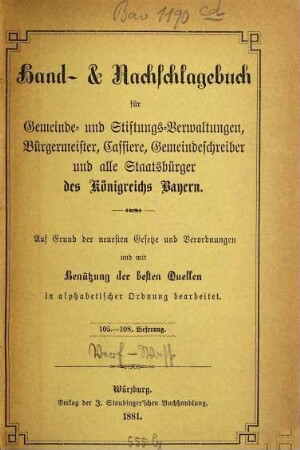 Bav. 1190 cd
Hand- & Nachschlagebuch
für
Gemeinde- und Stiftungs-Verwaltungen,
Bürgermeister, Cassiere, Gemeindeschreiber
und alle Staatsbürger
des Königreichs Bayern.
Auf Grund der neuesten Gesetze und Verordnungen
und mit
Benützung der besten Quellen
in alphabetischer Ordnung bearbeitet.
105.—108. Lieferung.
Würzburg.
Verlag der J. Staudinger'schen Buchhandlung.
1881.